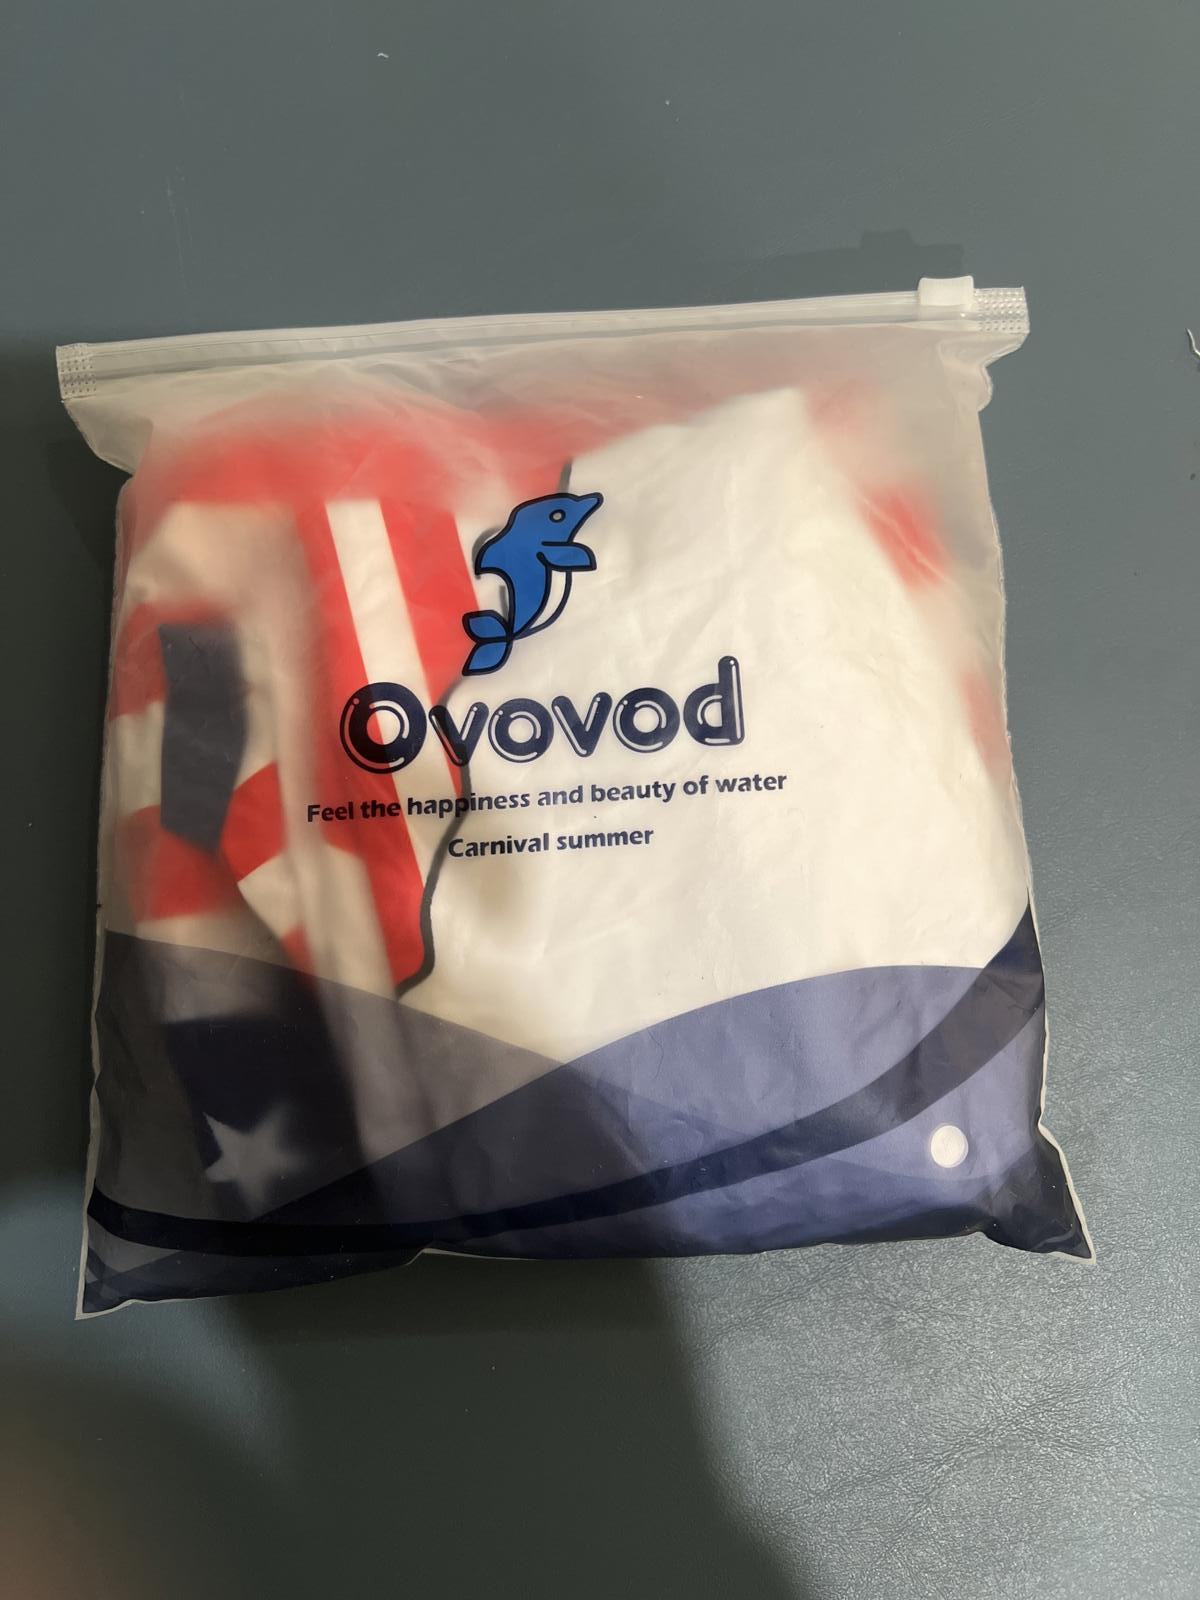 Ovovod
Feel the happiness and beauty of water
Carnival summer